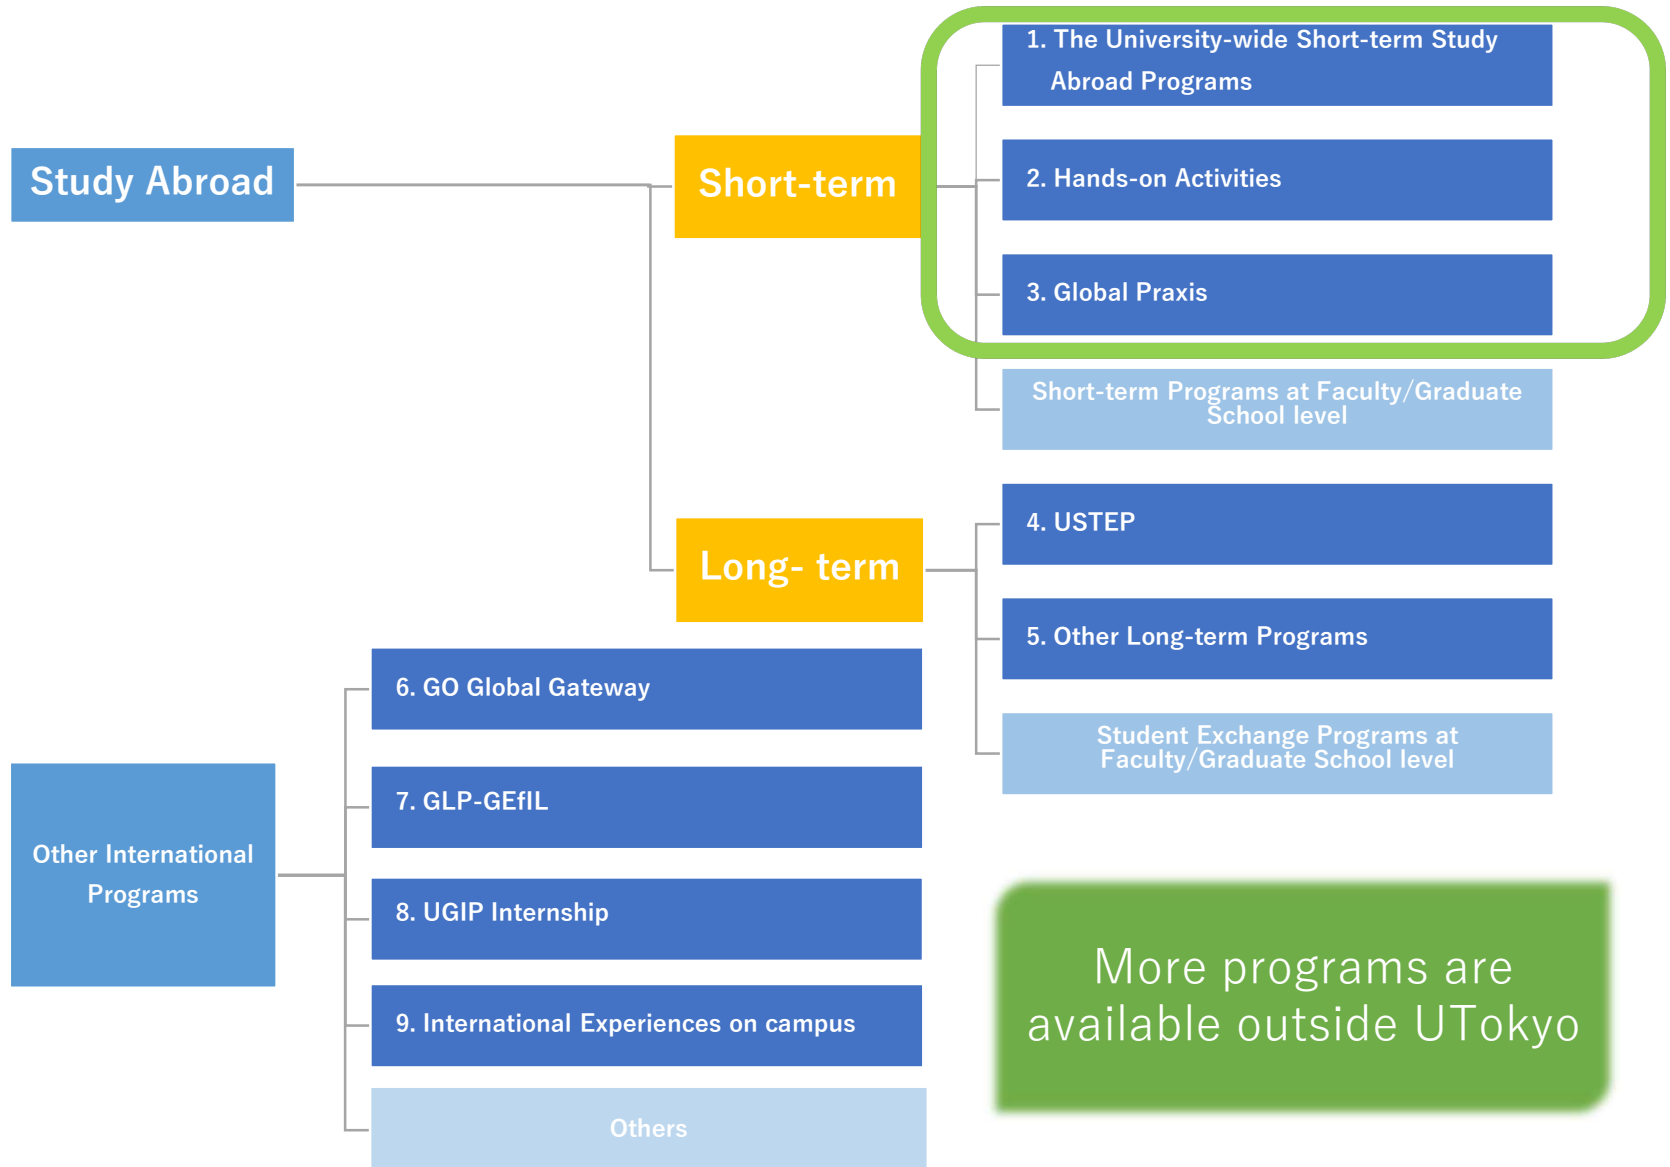 Study Abroad
Short-term
1. The University-wide Short-term Study
Abroad Programs
2. Hands-on Activities
3. Global Praxis
Short-term Programs at Faculty/Graduate
School level
Long- term
4. USTEP
5. Other Long-term Programs
Student Exchange Programs at
Faculty/Graduate School level
Other International
Programs
6. GO Global Gateway
7. GLP-GEfIL
8. UGIP Internship
9. International Experiences on campus
Others
More programs are
available outside UTokyo